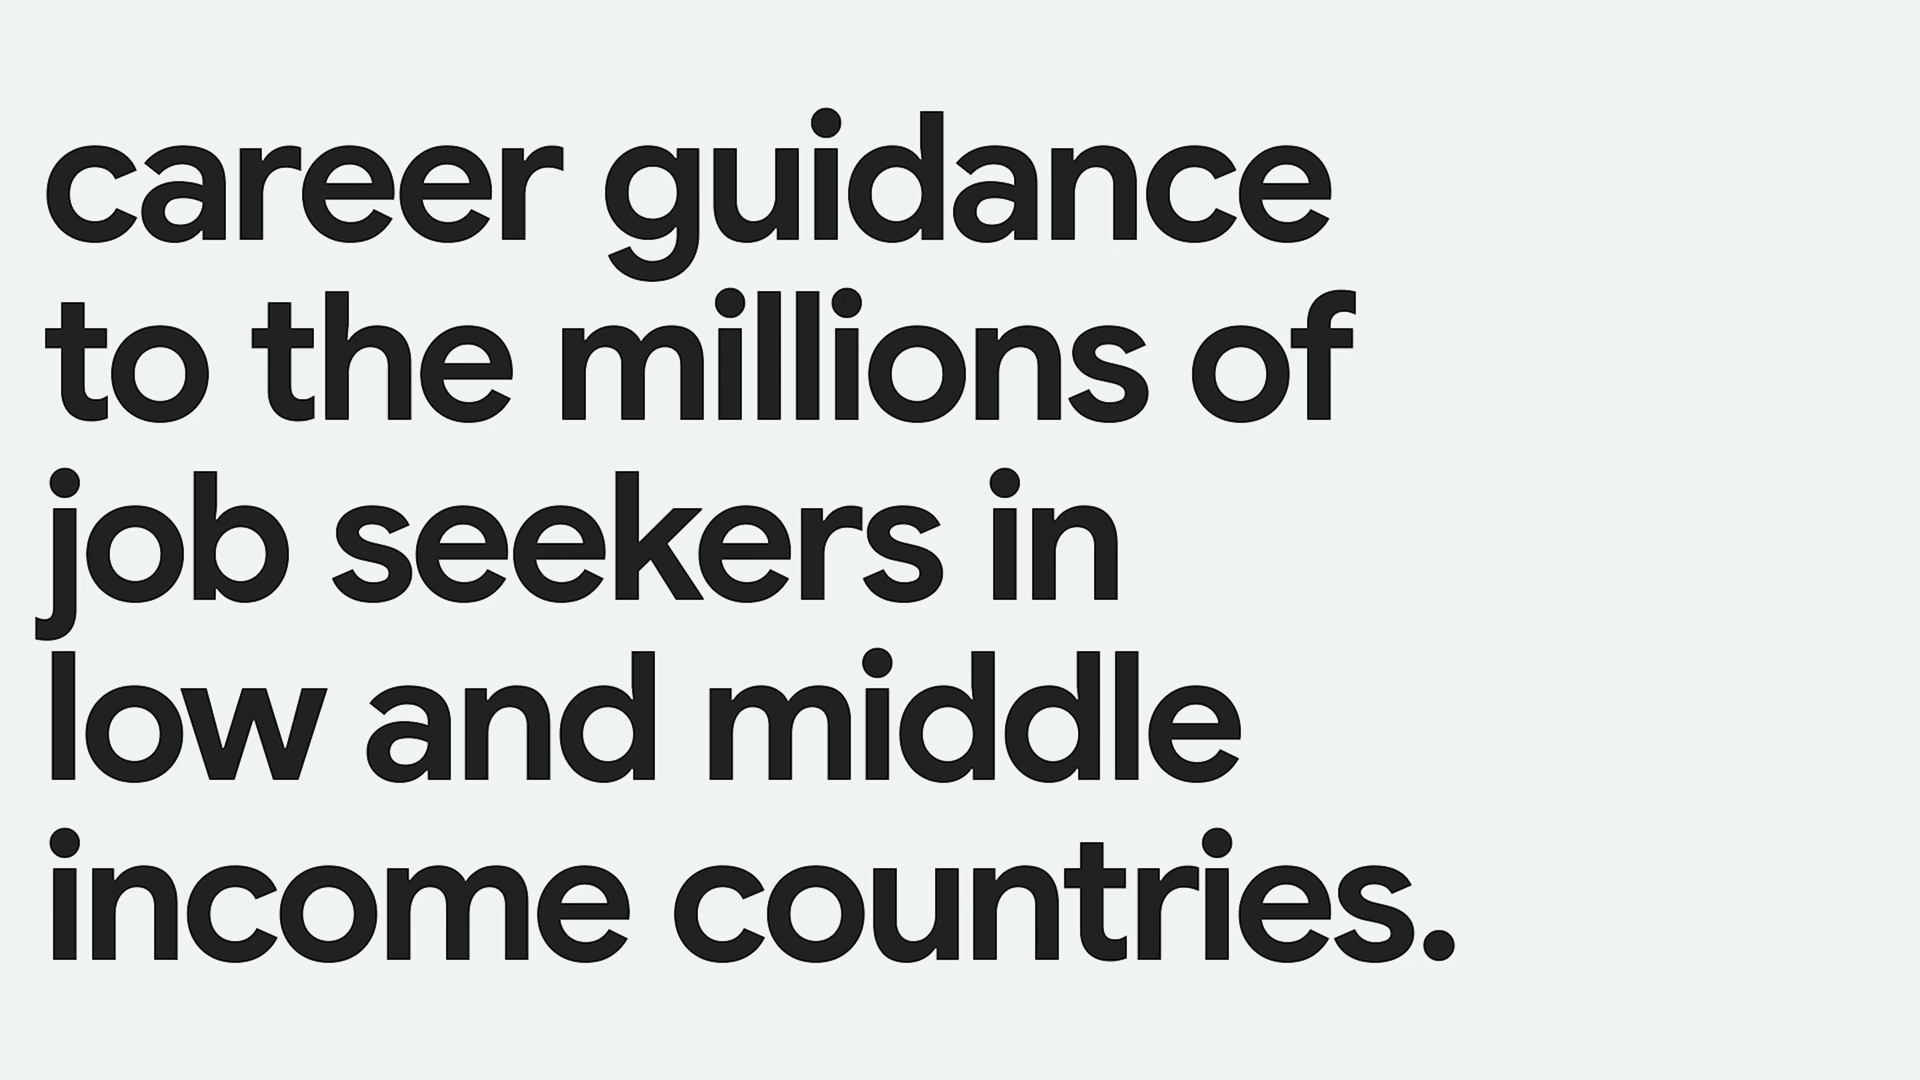 career guidance
to the millions of
job seekers in
low and middle
income countries.